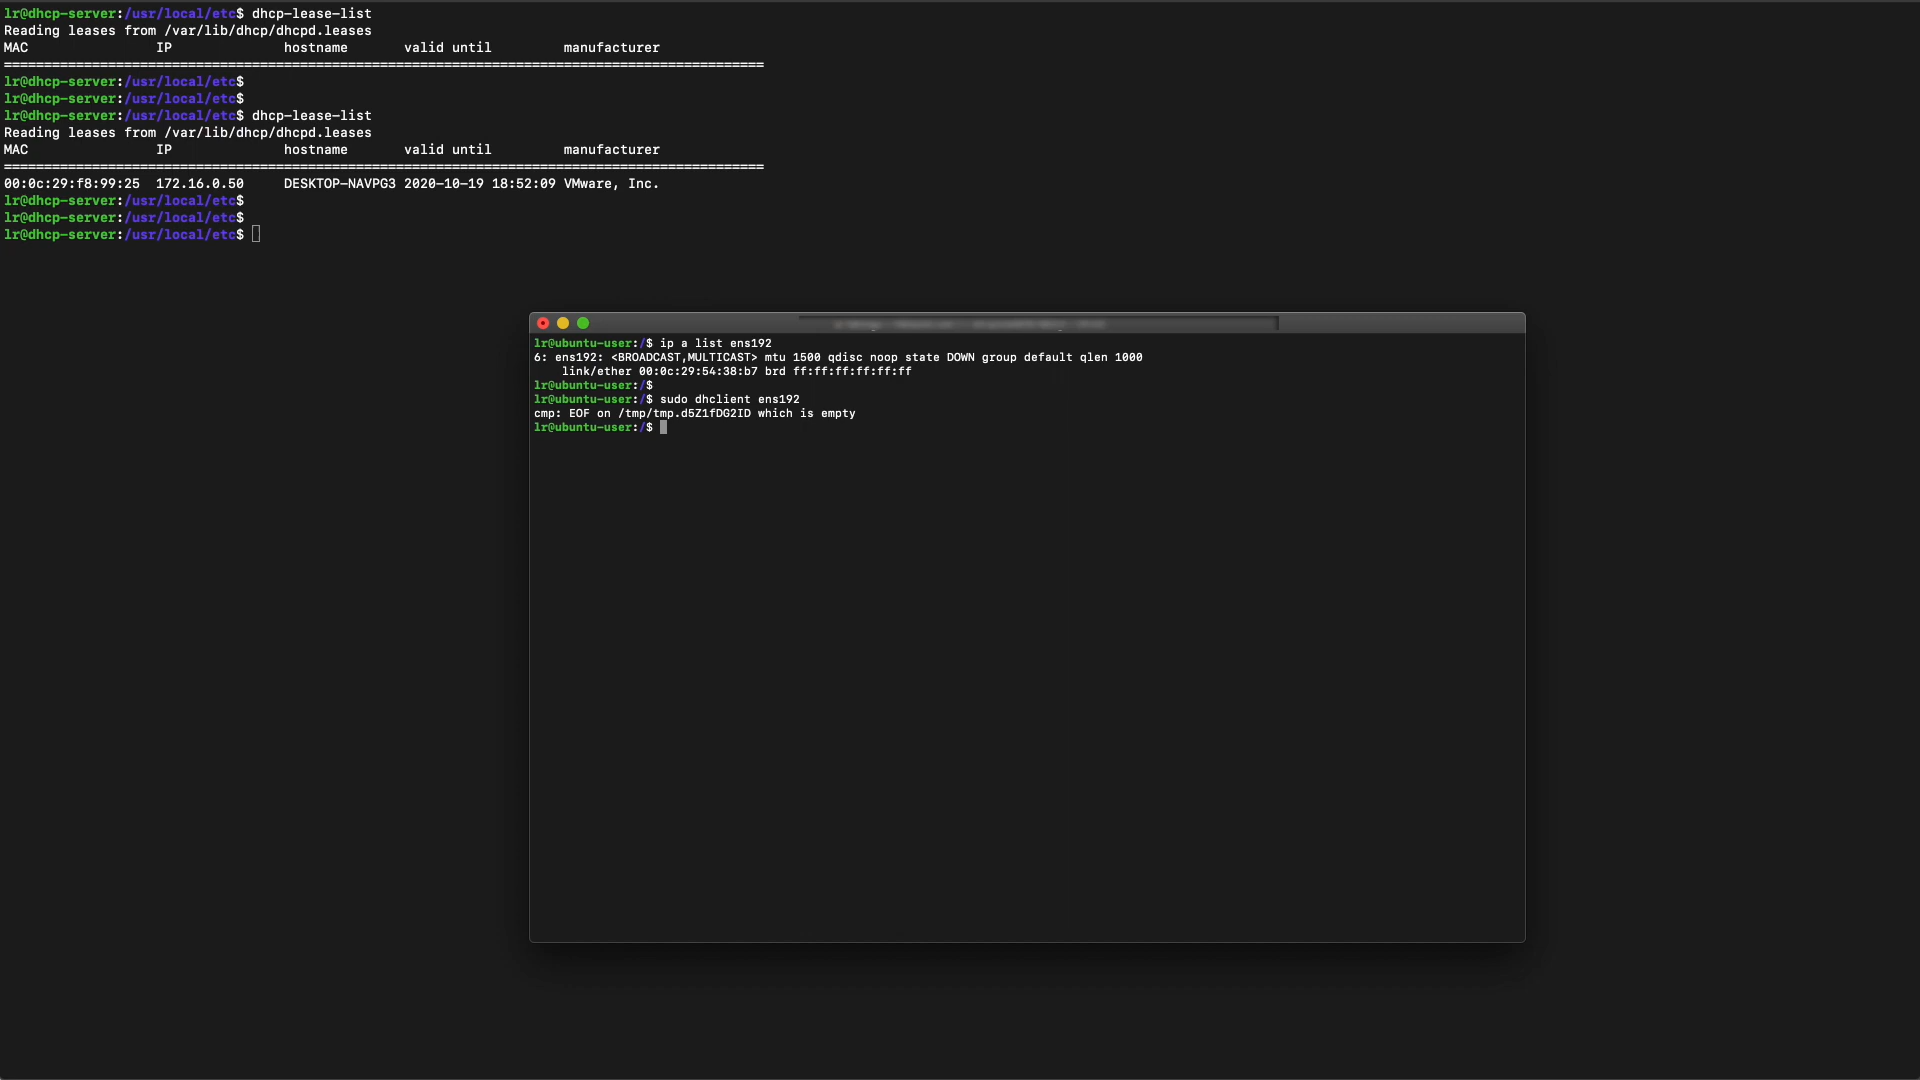 lr@dhcp-server:/usr/local/etc$ dhcp-lease-list
Reading leases from /var/lib/dhcp/dhcpd.leases
MAC                IP              hostname       valid until         manufacturer
===============================================================================================
lr@dhcp-server:/usr/local/etc$
lr@dhcp-server:/usr/local/etc$
lr@dhcp-server:/usr/local/etc$ dhcp-lease-list
Reading leases from /var/lib/dhcp/dhcpd.leases
MAC                IP              hostname       valid until         manufacturer
===============================================================================================
00:0c:29:f8:99:25  172.16.0.50     DESKTOP-NAVPG3 2020-10-19 18:52:09 VMware, Inc.
lr@dhcp-server:/usr/local/etc$
lr@dhcp-server:/usr/local/etc$
lr@dhcp-server:/usr/local/etc$
lr@ubuntu-user:/$ ip a list ens192
6: ens192: <BROADCAST,MULTICAST> mtu 1500 qdisc noop state DOWN group default qlen 1000
    link/ether 00:0c:29:54:38:b7 brd ff:ff:ff:ff:ff:ff
lr@ubuntu-user:/$
lr@ubuntu-user:/$ sudo dhclient ens192
cmp: EOF on /tmp/tmp.d5Z1fDG2ID which is empty
lr@ubuntu-user:/$